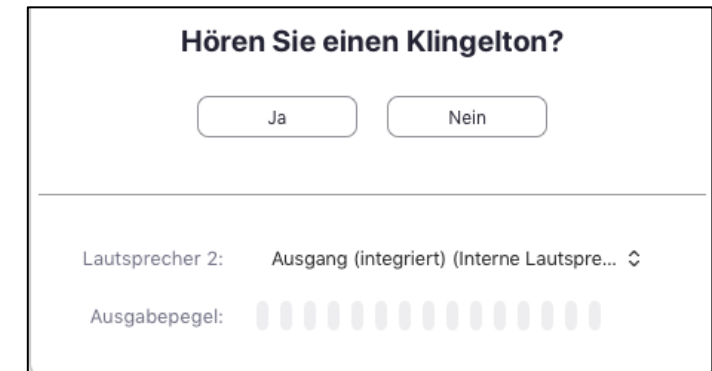 Hören Sie einen Klingelton?
Ja Nein
Lautsprecher 2: Ausgang (integriert) (Interne Lautspre...
Ausgabepegel: